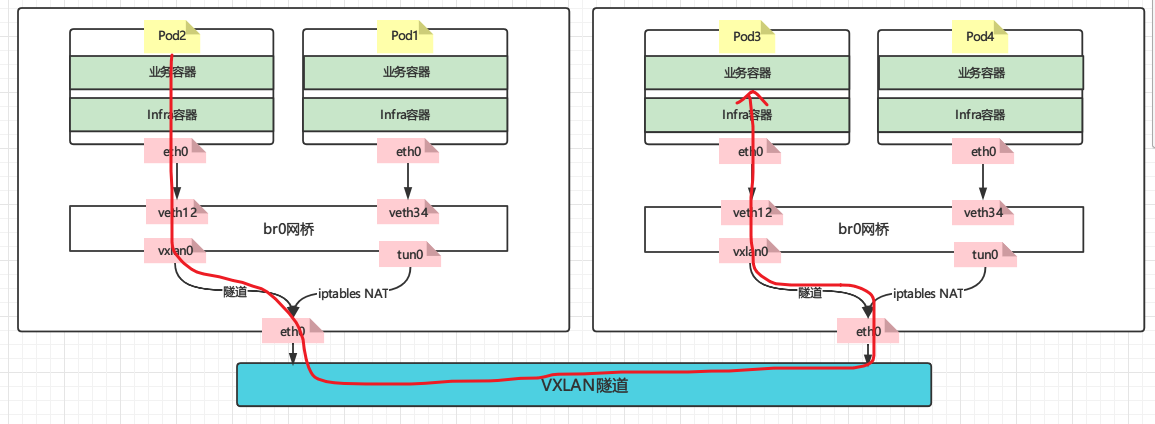 Pod2
业务容器
Infra容器
eth0
Pod1
业务容器
Infra容器
eth0
veth12
veth34
br0网桥
vxlan0
tun0
隧道
iptables NAT
eth0
Pod3
业务容器
Infra容器
eth0
Pod4
业务容器
Infra容器
eth0
veth12
veth34
br0网桥
vxlan0
tun0
隧道
iptables NAT
eth0
VXLAN隧道